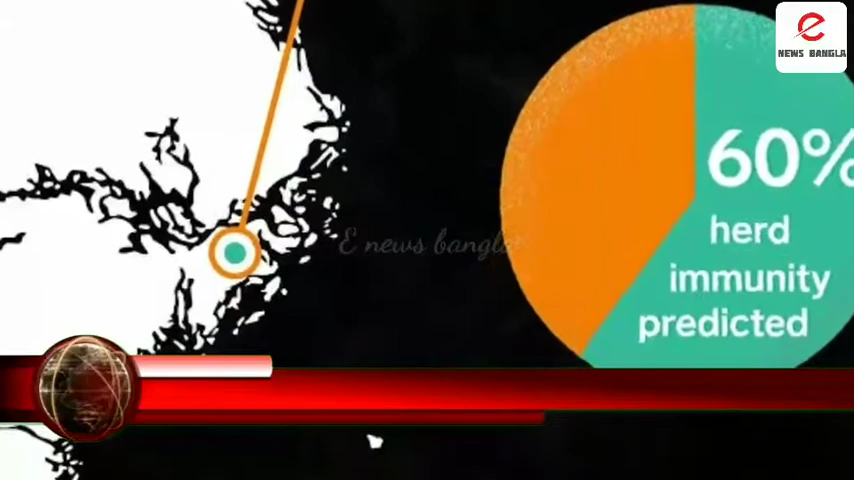 e
NEWS BANGLA
60%
herd
immunity
predicted
E news bangla